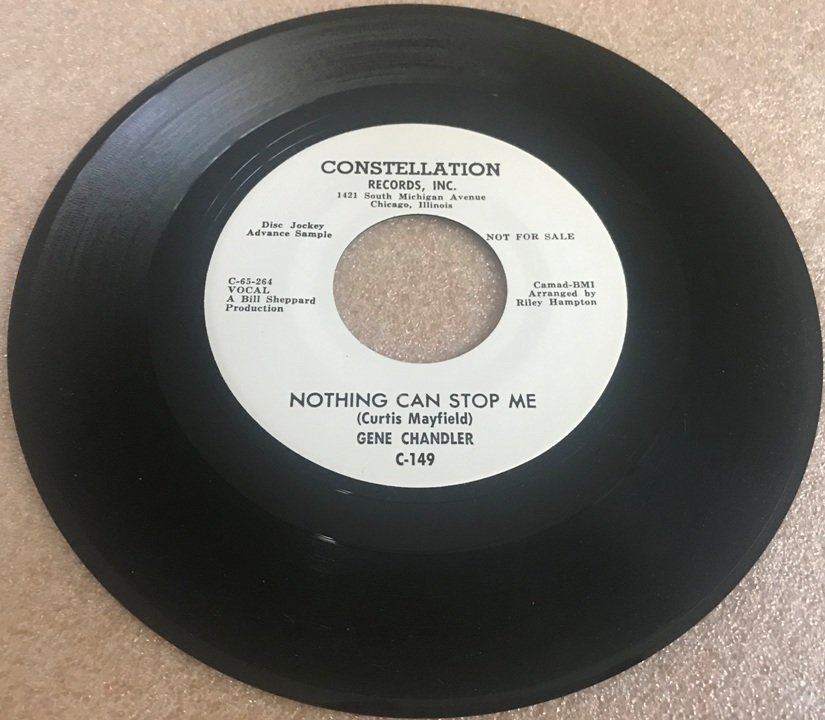 CONSTELLATION
RECORDS, INC.
1421 South Michigan Avenue
Chicago, Illinois
Disc Jockey
Advance Sample
NOT FOR SALE
C-65-264
VOCAL
A Bill Sheppard
Production
Camad-BMI
Arranged by
Riley Hampton
NOTHING CAN STOP ME
(Curtis Mayfield)
GENE CHANDLER
C-149